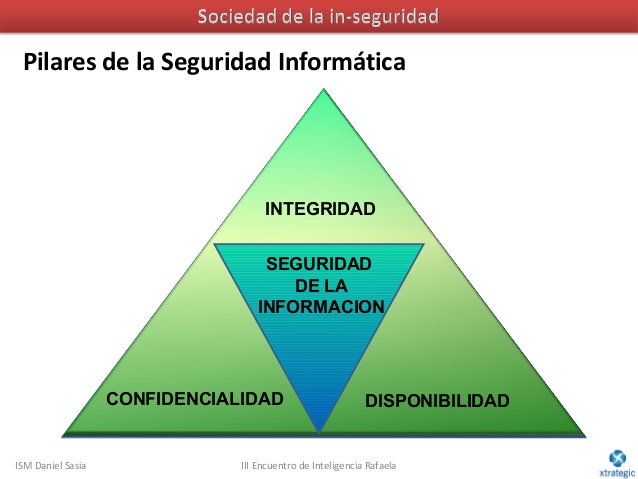 Sociedad de la in-seguridad
Pilares de la Seguridad Informática
INTEGRIDAD
SEGURIDAD
DE LA
INFORMACION
CONFIDENCIALIDAD
DISPONIBILIDAD
ISM Daniel Sasia
III Encuentro de Inteligencia Rafaela
xtrategic